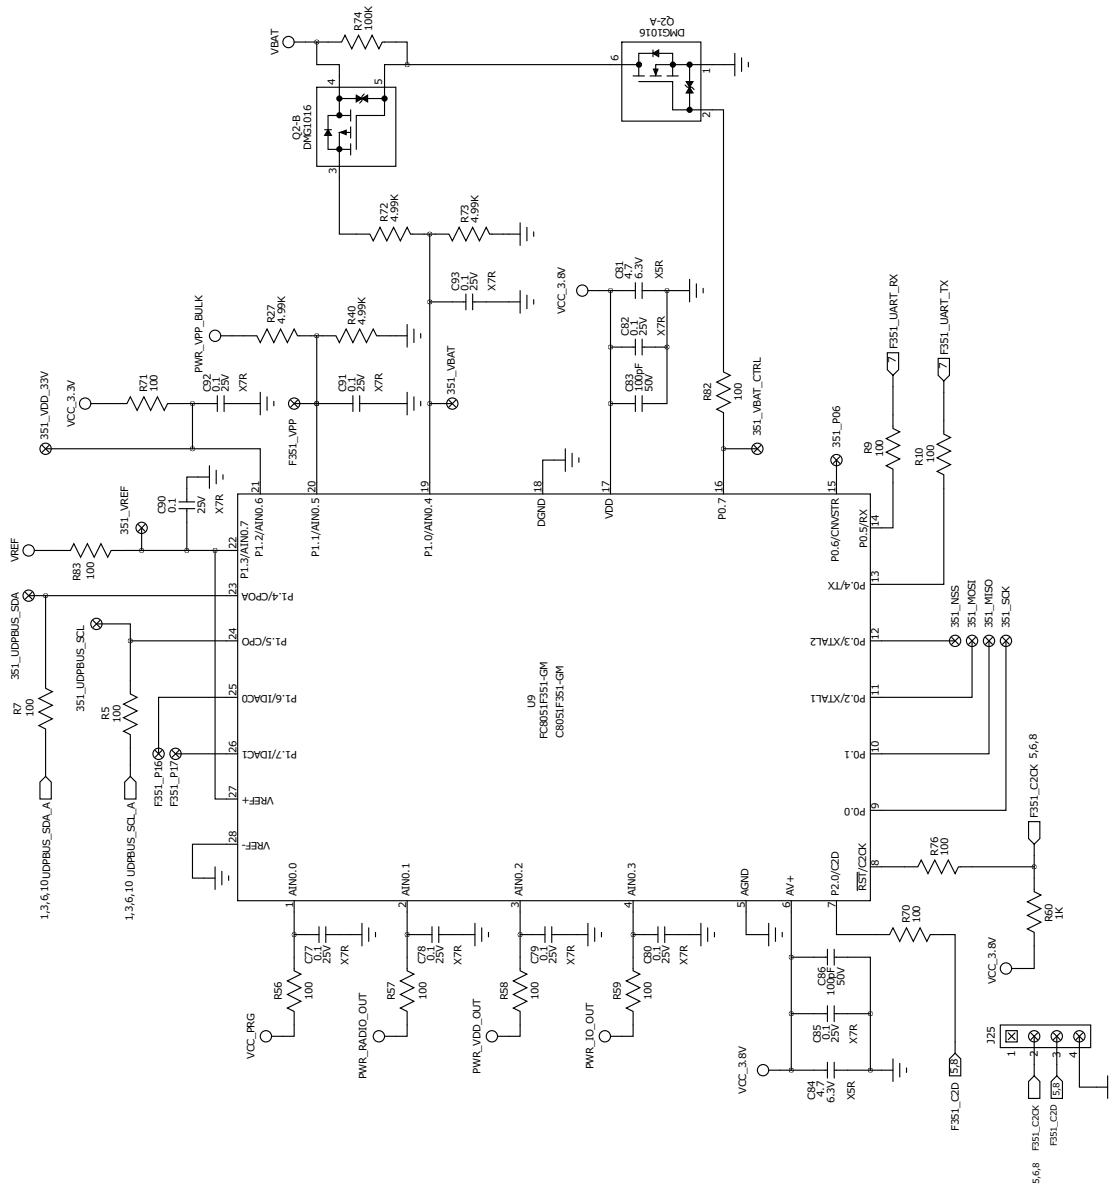 VBAT
R74
100K
Q2-B
DMG1016
4
5
3
Q2-A
DMG1016
6
1
2
R72
4.99K
R73
4.99K
C93
0.1
25V
X7R
351_VBAT
PWR_VPP_BULK
R27
4.99K
R40
4.99K
C91
0.1
25V
X7R
F351_VPP
VCC_3.3V
R71
100
C92
0.1
25V
X7R
351_VDD_33V
VCC_3.8V
C81
4.7
6.3V
X5R
C82
0.1
25V
X7R
C83
100pF
50V
R82
100
351_VBAT_CTRL
351_P06
F351_UART_RX
7
R9
100
F351_UART_TX
7
R10
100
VREF
R83
100
351_VREF
C90
0.1
25V
X7R
351_UDPBUS_SDA
R7
100
1,3,6,10 UDPBUS_SDA_A
351_UDPBUS_SCL
R5
100
1,3,6,10 UDPBUS_SCL_A
F351_P16
F351_P17
U9
FC8051F351-GM
C8051F351-GM
21
P1.2/AIN0.6
20
P1.1/AIN0.5
19
P1.0/AIN0.4
18
DGND
17
VDD
16
P0.7
15
P0.6/CNVSTR
22
P1.3/AIN0.7
23
P1.4/CPOA
24
P1.5/CPO
25
P1.6/IDAC0
26
P1.7/IDAC1
27
VREF+
28
VREF-
14
P0.5/RX
13
P0.4/TX
12
P0.3/XTAL2
11
P0.2/XTAL1
10
P0.1
9
P0.0
8
RST/C2CK
1
AIN0.0
2
AIN0.1
3
AIN0.2
4
AIN0.3
5
AGND
6
AV+
7
P2.0/C2D
351_NSS
351_MOSI
351_MISO
351_SCK
VCC_PRG
R56
100
C77
0.1
25V
X7R
PWR_RADIO_OUT
R57
100
C78
0.1
25V
X7R
PWR_VDD_OUT
R58
100
C79
0.1
25V
X7R
PWR_IO_OUT
R59
100
C80
0.1
25V
X7R
VCC_3.8V
C84
4.7
6.3V
X5R
C85
0.1
25V
X7R
C86
100pF
50V
R70
100
F351_C2D
5,8
R76
100
F351_C2CK 5,6,8
R60
1K
VCC_3.8V
J25
1
2
3
4
5,6,8 F351_C2CK
F351_C2D
5,8